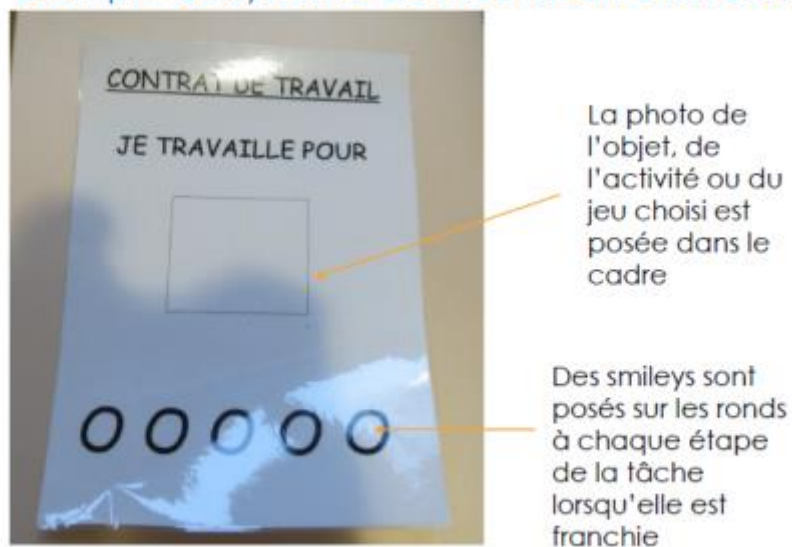 CONTRAT DE TRAVAIL
JE TRAVAILLE POUR
La photo de
l'objet, de
l'activité ou du
jeu choisi est
posée dans le
cadre
O O O O O
Des smileys sont
posés sur les ronds
à chaque étape
de la tâche
lorsqu'elle est
franchie